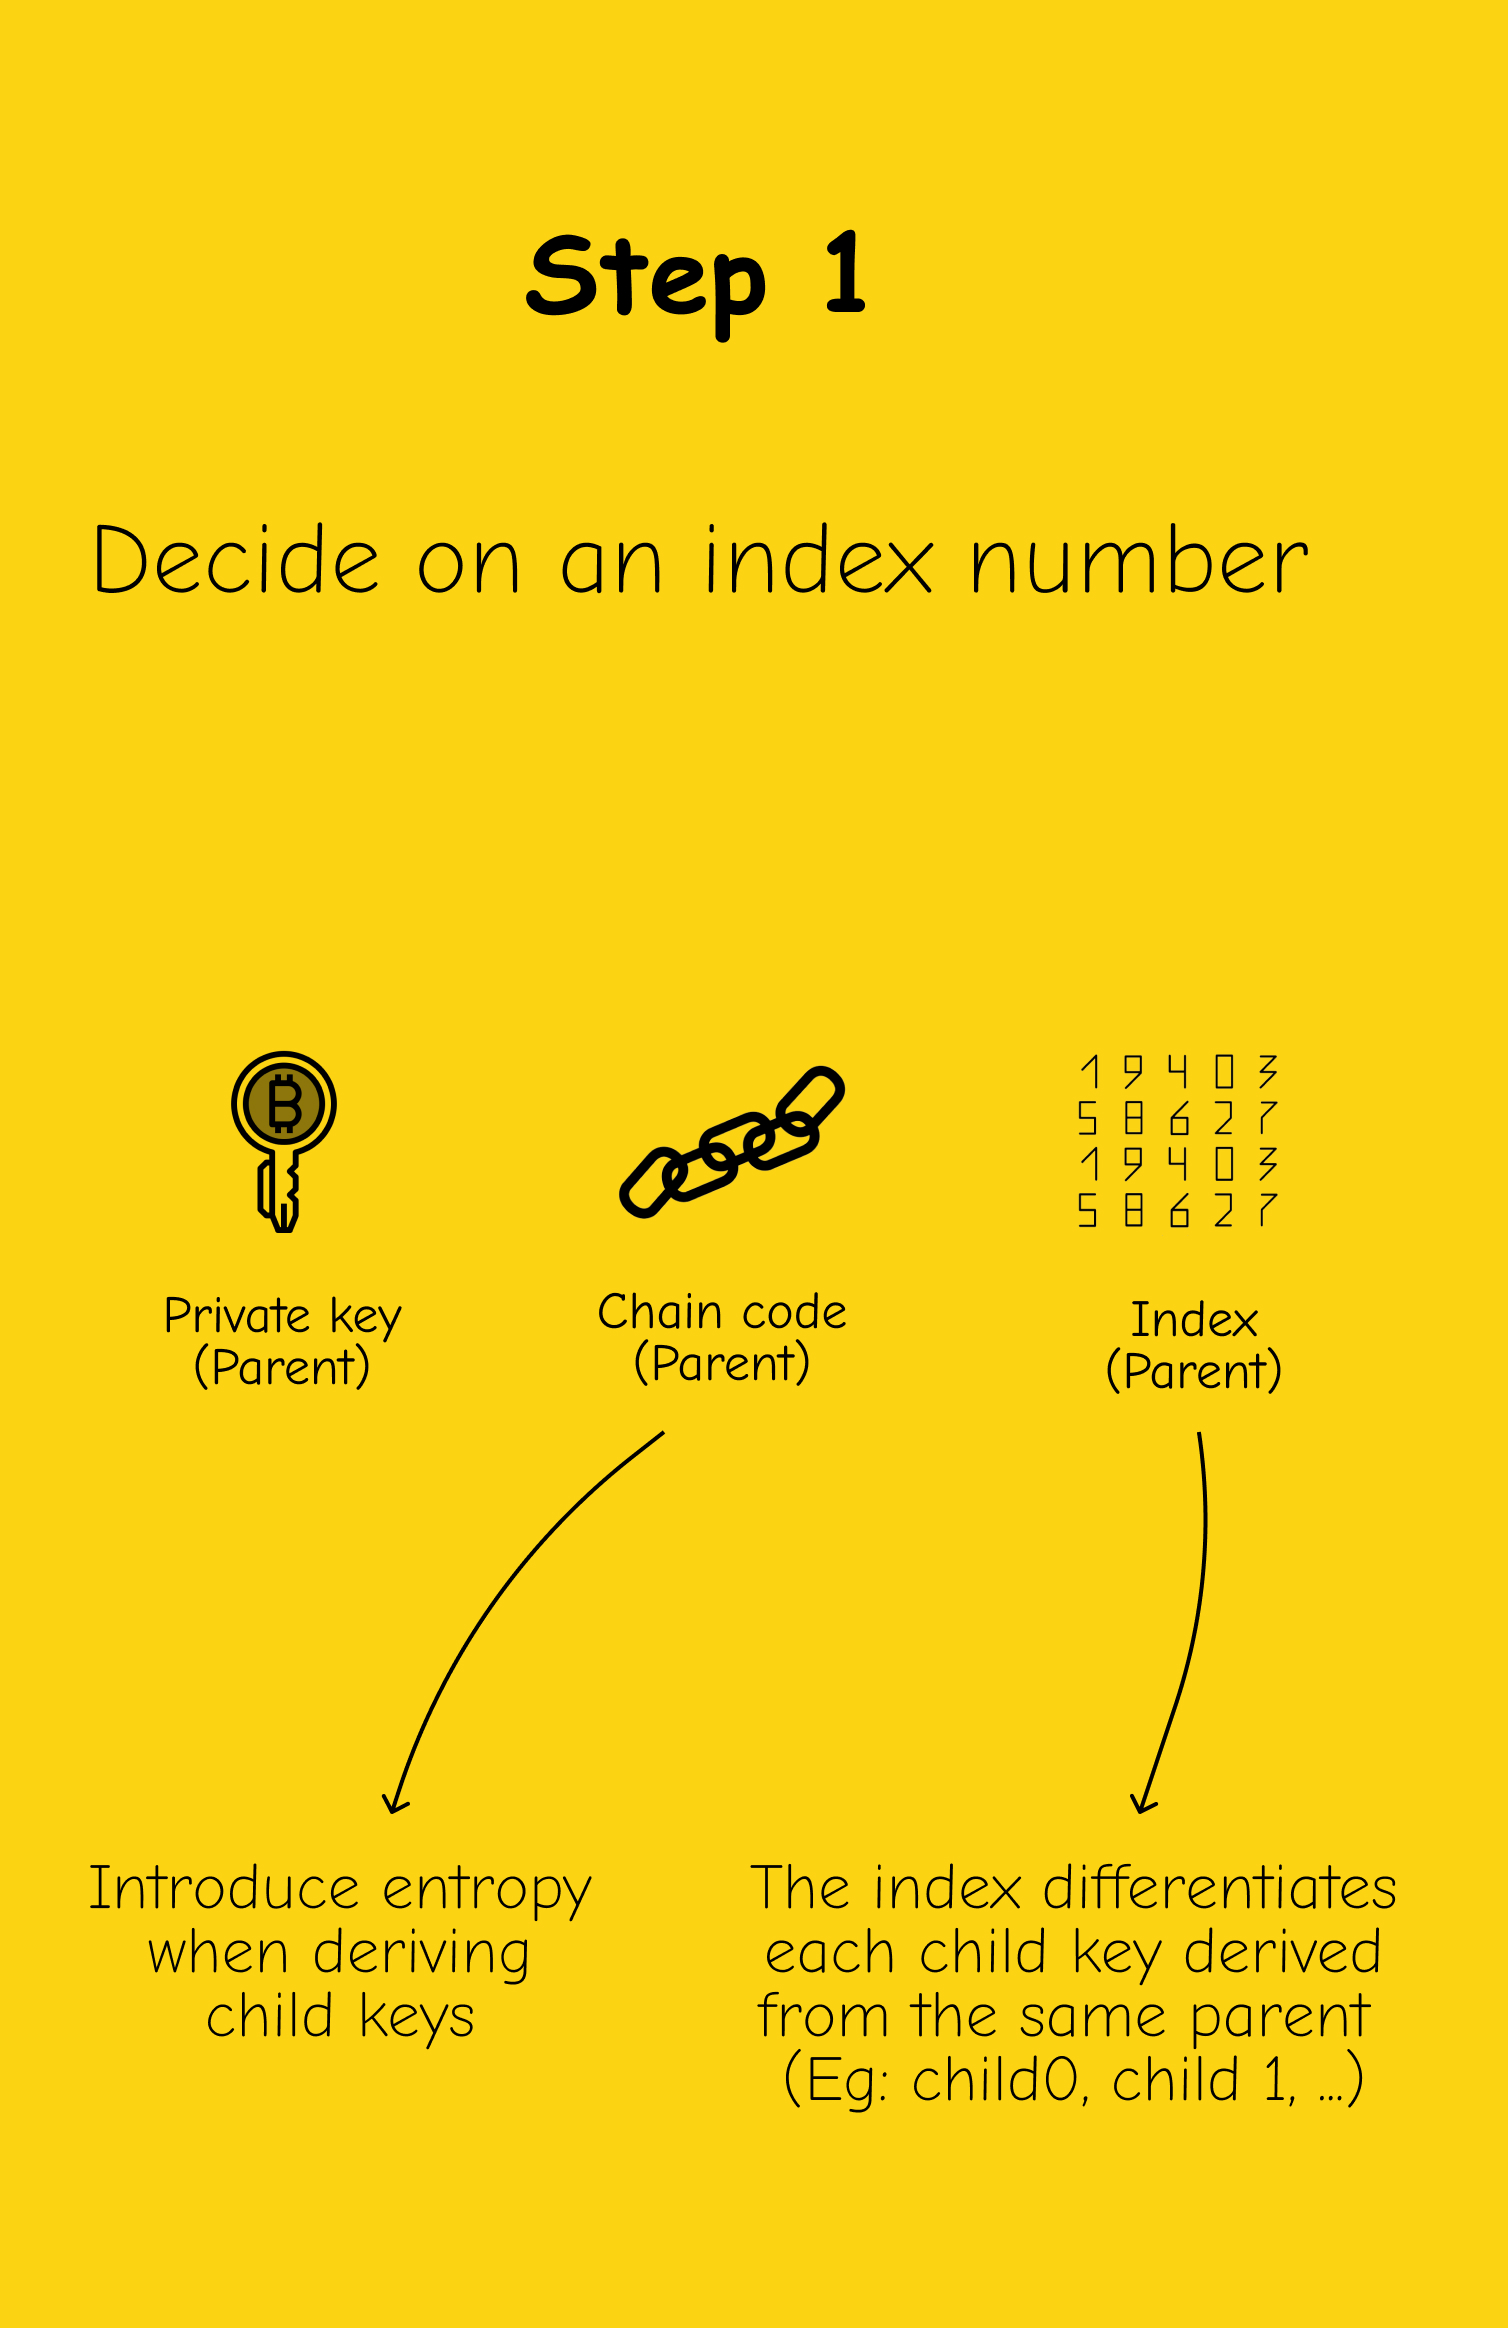 Step 1
Decide on an index number
1 9 4 0 3
5 8 6 2 7
1 9 4 0 3
5 8 6 2 7
Private key
(Parent)
Chain code
(Parent)
Index
(Parent)
Introduce entropy
when deriving
child keys
The index differentiates
each child key derived
from the same parent
(Eg: child0, child 1, ...)